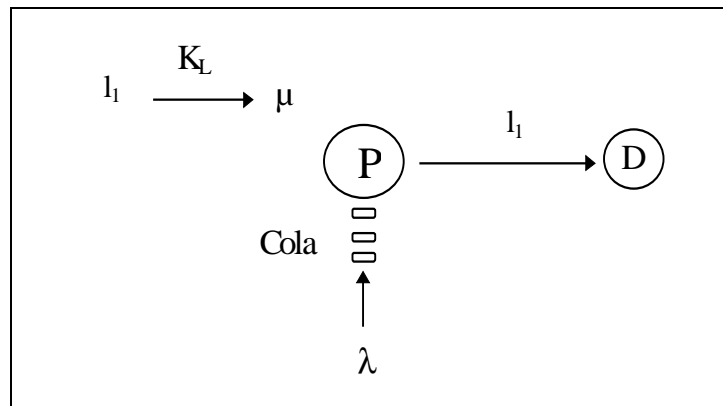 K_L
l₁ μ
l₁
P D
Cola
λ